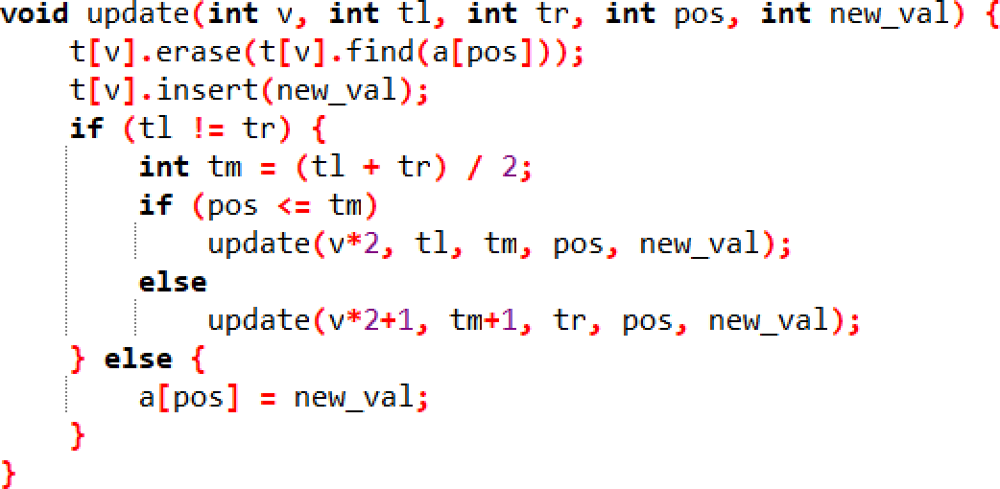 void update(int v, int tl, int tr, int pos, int new_val) {
    t[v].erase(t[v].find(a[pos]));
    t[v].insert(new_val);
    if (tl != tr) {
        int tm = (tl + tr) / 2;
        if (pos <= tm)
            update(v*2, tl, tm, pos, new_val);
        else
            update(v*2+1, tm+1, tr, pos, new_val);
    } else {
        a[pos] = new_val;
    }
}